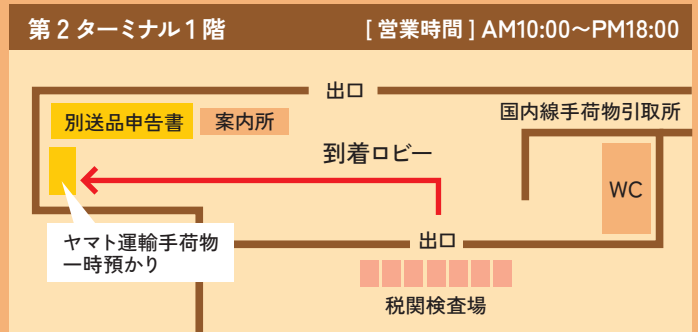 第2ターミナル1階
[営業時間] AM10:00〜PM18:00
出口
国内線手荷物引取所
別送品申告書
案内所
到着ロビー
WC
ヤマト運輸手荷物
一時預かり
出口
税関検査場